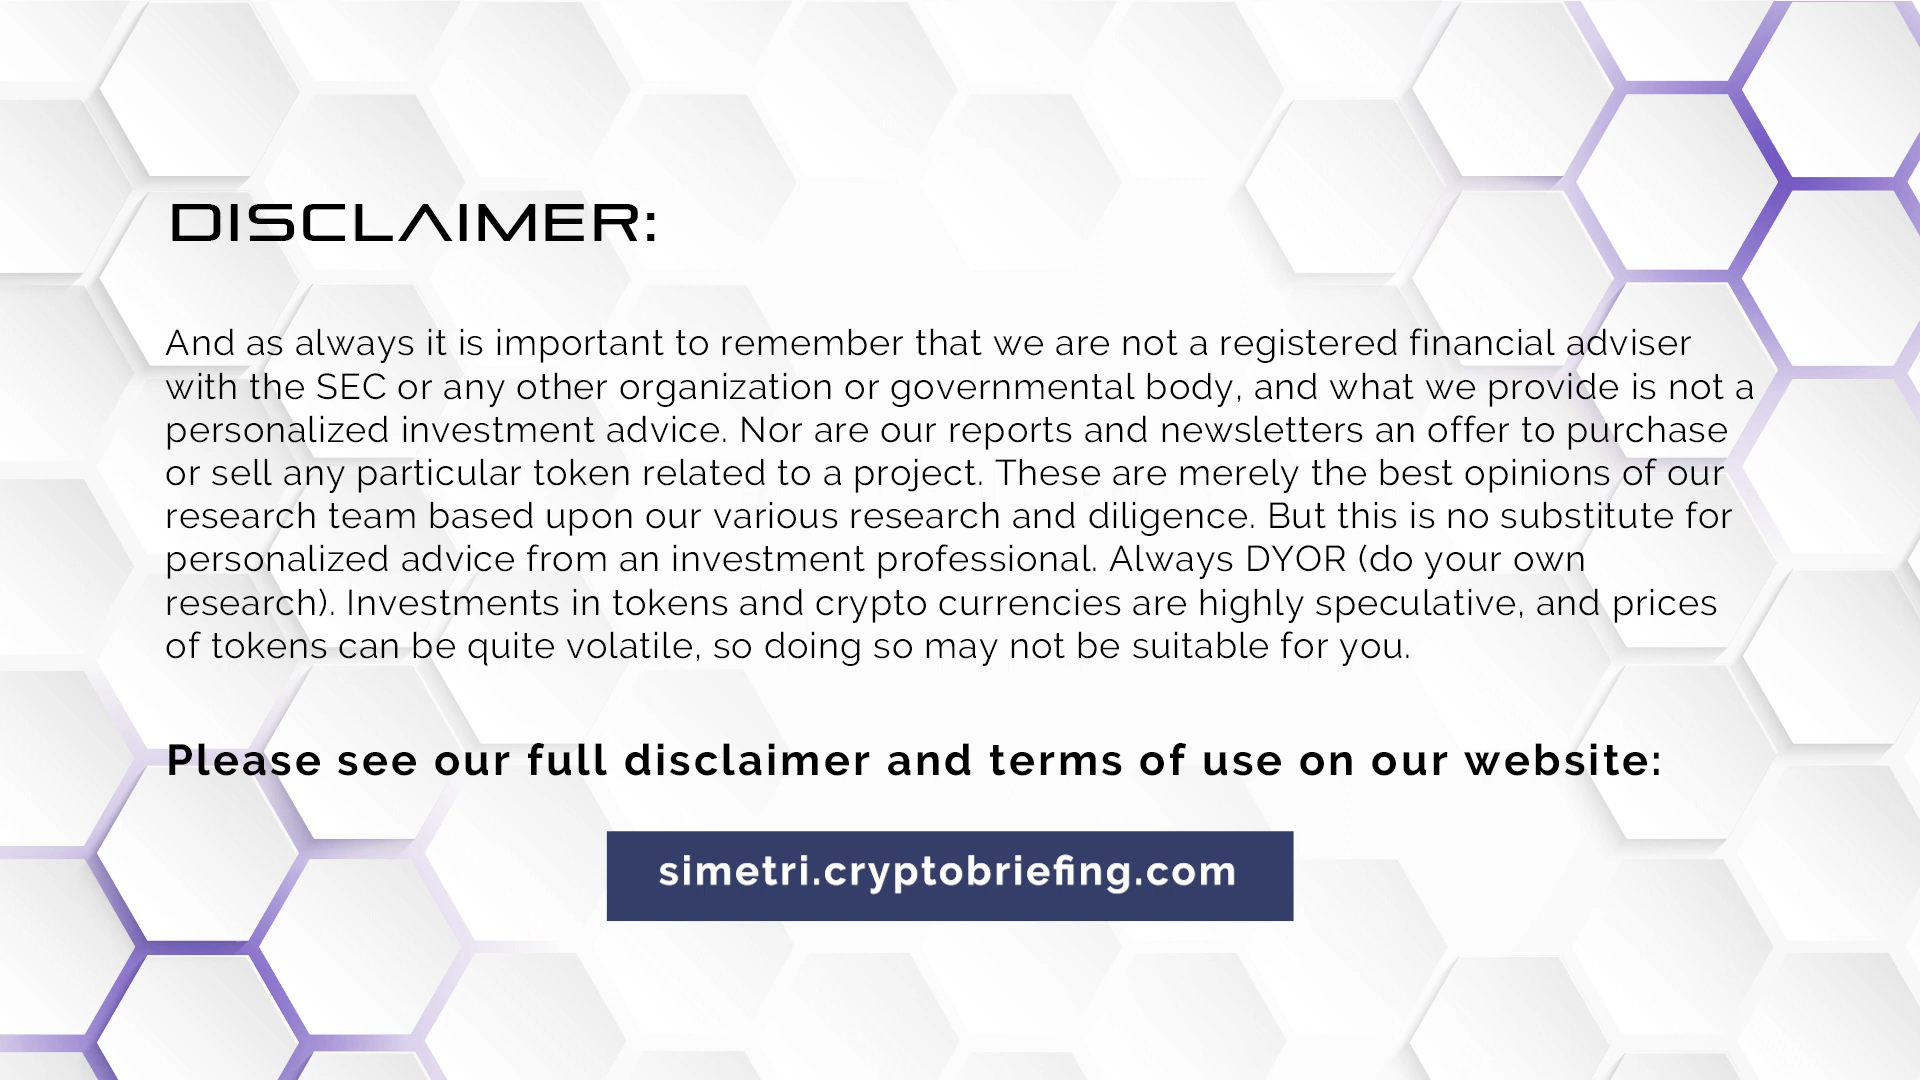 DISCLAIMER:
And as always it is important to remember that we are not a registered financial adviser
with the SEC or any other organization or governmental body, and what we provide is not a
personalized investment advice. Nor are our reports and newsletters an offer to purchase
or sell any particular token related to a project. These are merely the best opinions of our
research team based upon our various research and diligence. But this is no substitute for
personalized advice from an investment professional. Always DYOR (do your own
research). Investments in tokens and crypto currencies are highly speculative, and prices
of tokens can be quite volatile, so doing so may not be suitable for you.
Please see our full disclaimer and terms of use on our website:
simetri.cryptobriefing.com